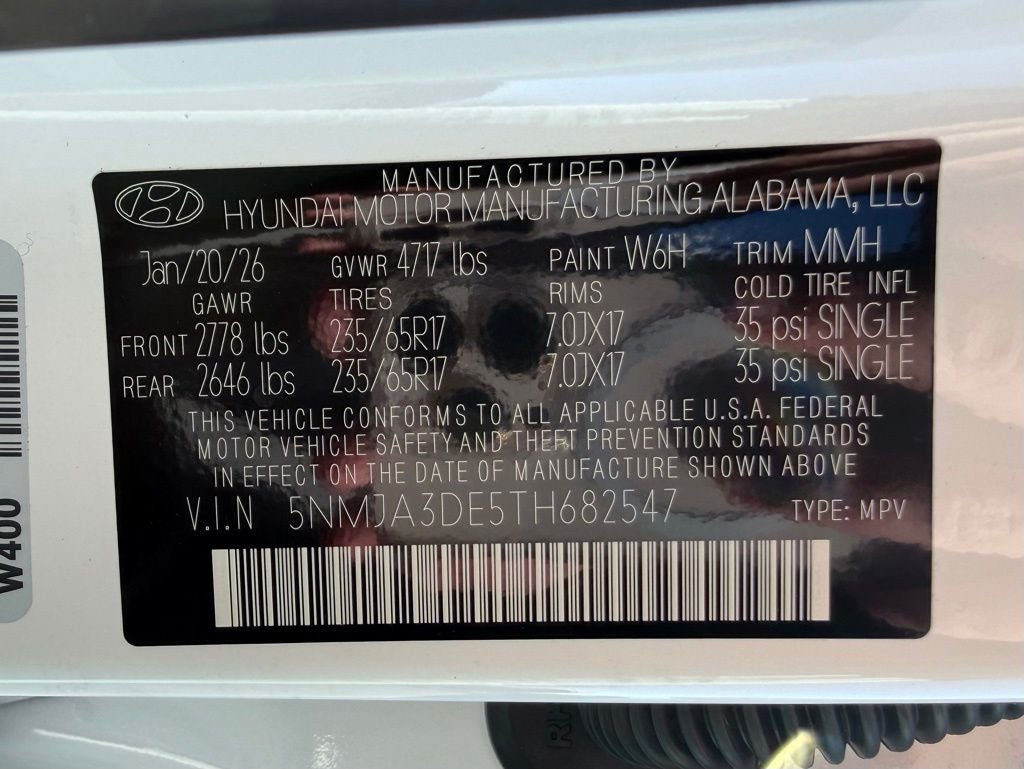 MANUFACTURED BY
HYUNDAI MOTOR MANUFACTURING ALABAMA, LLC
Jan/20/26 GVWR 4717 lbs PAINT W6H TRIM MMH
GAWR TIRES RIMS COLD TIRE INFL
FRONT 2778 lbs 235/65R17 7.0JX17 35 psi SINGLE
REAR 2646 lbs 235/65R17 7.0JX17 35 psi SINGLE
THIS VEHICLE CONFORMS TO ALL APPLICABLE U.S.A. FEDERAL
MOTOR VEHICLE SAFETY AND THEFT PREVENTION STANDARDS
IN EFFECT ON THE DATE OF MANUFACTURE SHOWN ABOVE
V.I.N 5NMJA3DE5TH682547 TYPE: MPV
W400